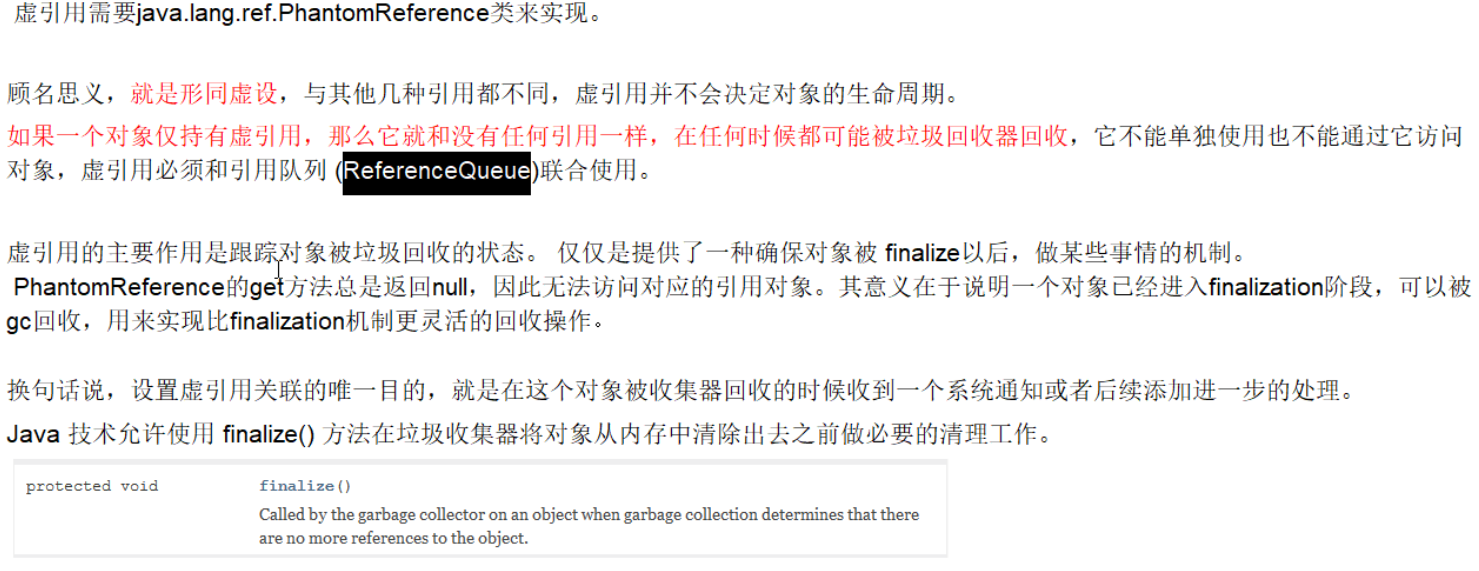 虚引用需要java.lang.ref.PhantomReference类来实现。
顾名思义，就是形同虚设，与其他几种引用都不同，虚引用并不会决定对象的生命周期。
如果一个对象仅持有虚引用，那么它就和没有任何引用一样，在任何时候都可能被垃圾回收器回收，它不能单独使用也不能通过它访问
对象，虚引用必须和引用队列 (ReferenceQueue)联合使用。
虚引用的主要作用是跟踪对象被垃圾回收的状态。 仅仅是提供了一种确保对象被 finalize以后，做某些事情的机制。
PhantomReference的get方法总是返回null，因此无法访问对应的引用对象。其意义在于说明一个对象已经进入finalization阶段，可以被
gc回收，用来实现比finalization机制更灵活的回收操作。
换句话说，设置虚引用关联的唯一目的，就是在这个对象被收集器回收的时候收到一个系统通知或者后续添加进一步的处理。
Java 技术允许使用 finalize() 方法在垃圾收集器将对象从内存中清除出去之前做必要的清理工作。
protected void finalize()
Called by the garbage collector on an object when garbage collection determines that there
are no more references to the object.